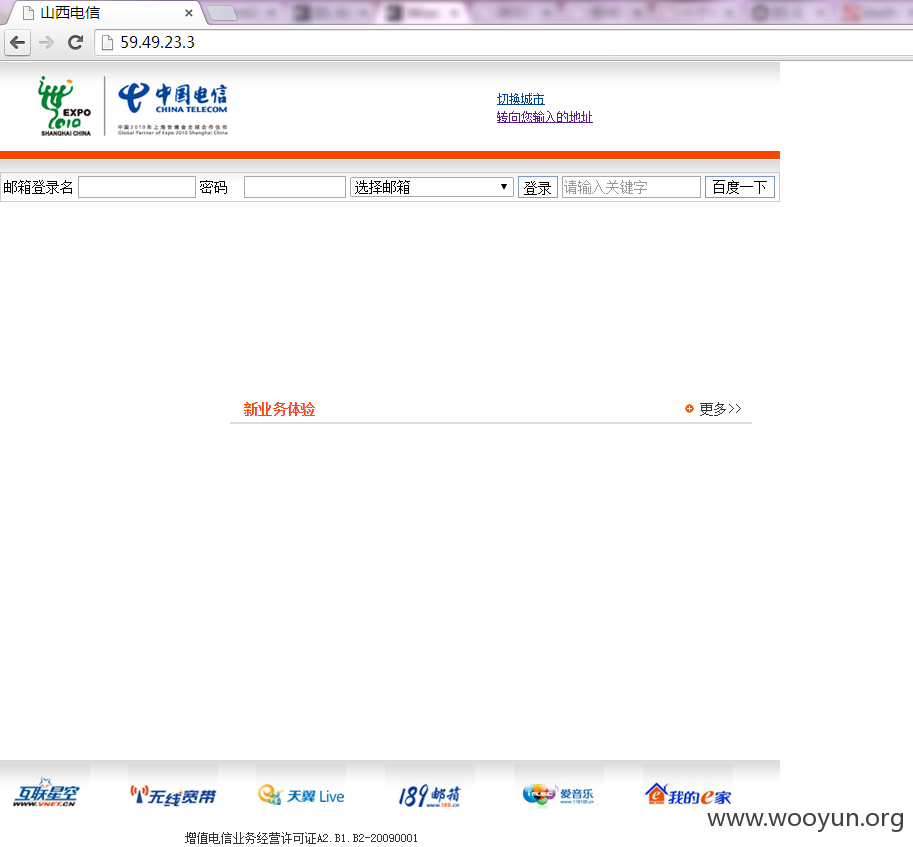 山西电信
59.49.23.3
EXPO
2010
SHANGHAI CHINA
中国电信
CHINA TELECOM
中国2010年上海世博会全球合作伙伴
Global Partner of Expo 2010 Shanghai China
切换城市
转向您输入的地址
邮箱登录名 密码 选择邮箱 登录 请输入关键字 百度一下
新业务体验 更多>>
互联星空 无线宽带 天翼 Live 189邮箱 爱音乐 我的e家
WWW.VNET.CN www.189.cn www.118100.cn
www.wooyun.org
增值电信业务经营许可证A2.B1.B2-20090001